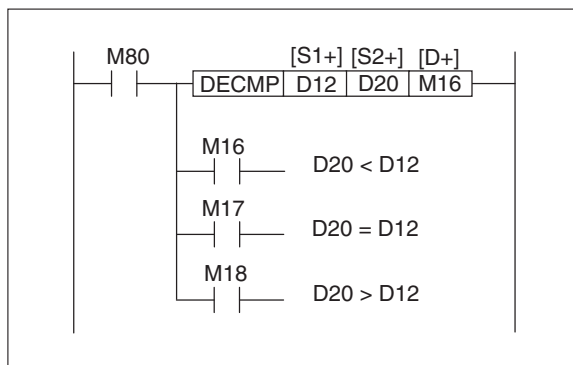 M80
[S1+] [S2+] [D+]
DECMP D12 D20 M16
M16
D20 < D12
M17
D20 = D12
M18
D20 > D12